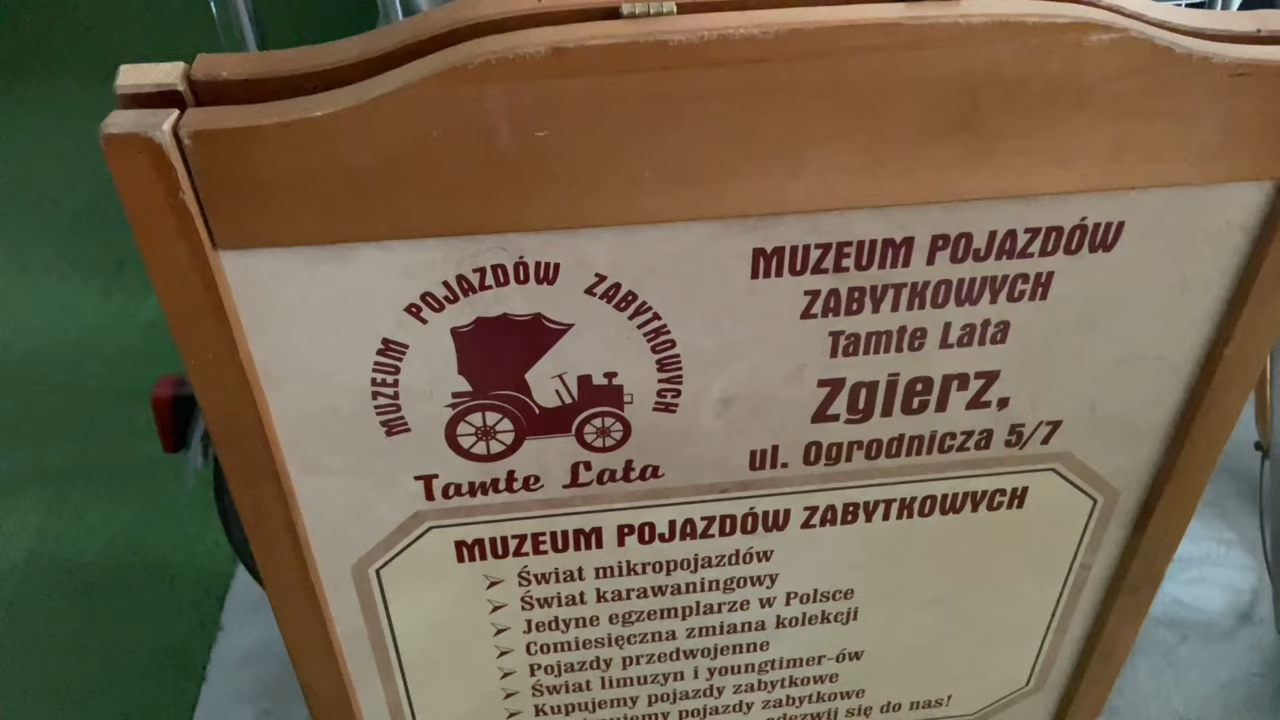 MUZEUM POJAZDÓW ZABYTKOWYCH
Tamte Lata
MUZEUM POJAZDÓW
ZABYTKOWYCH
Tamte Lata
Zgierz,
ul. Ogrodnicza 5/7
MUZEUM POJAZDÓW ZABYTKOWYCH
➢ Świat mikropojazdów
➢ Świat karawaningowy
➢ Jedyne egzemplarze w Polsce
➢ Comiesięczna zmiana kolekcji
➢ Pojazdy przedwojenne
➢ Świat limuzyn i youngtimer-ów
➢ Kupujemy pojazdy zabytkowe
pojazdy zabytkowe
się do nas!